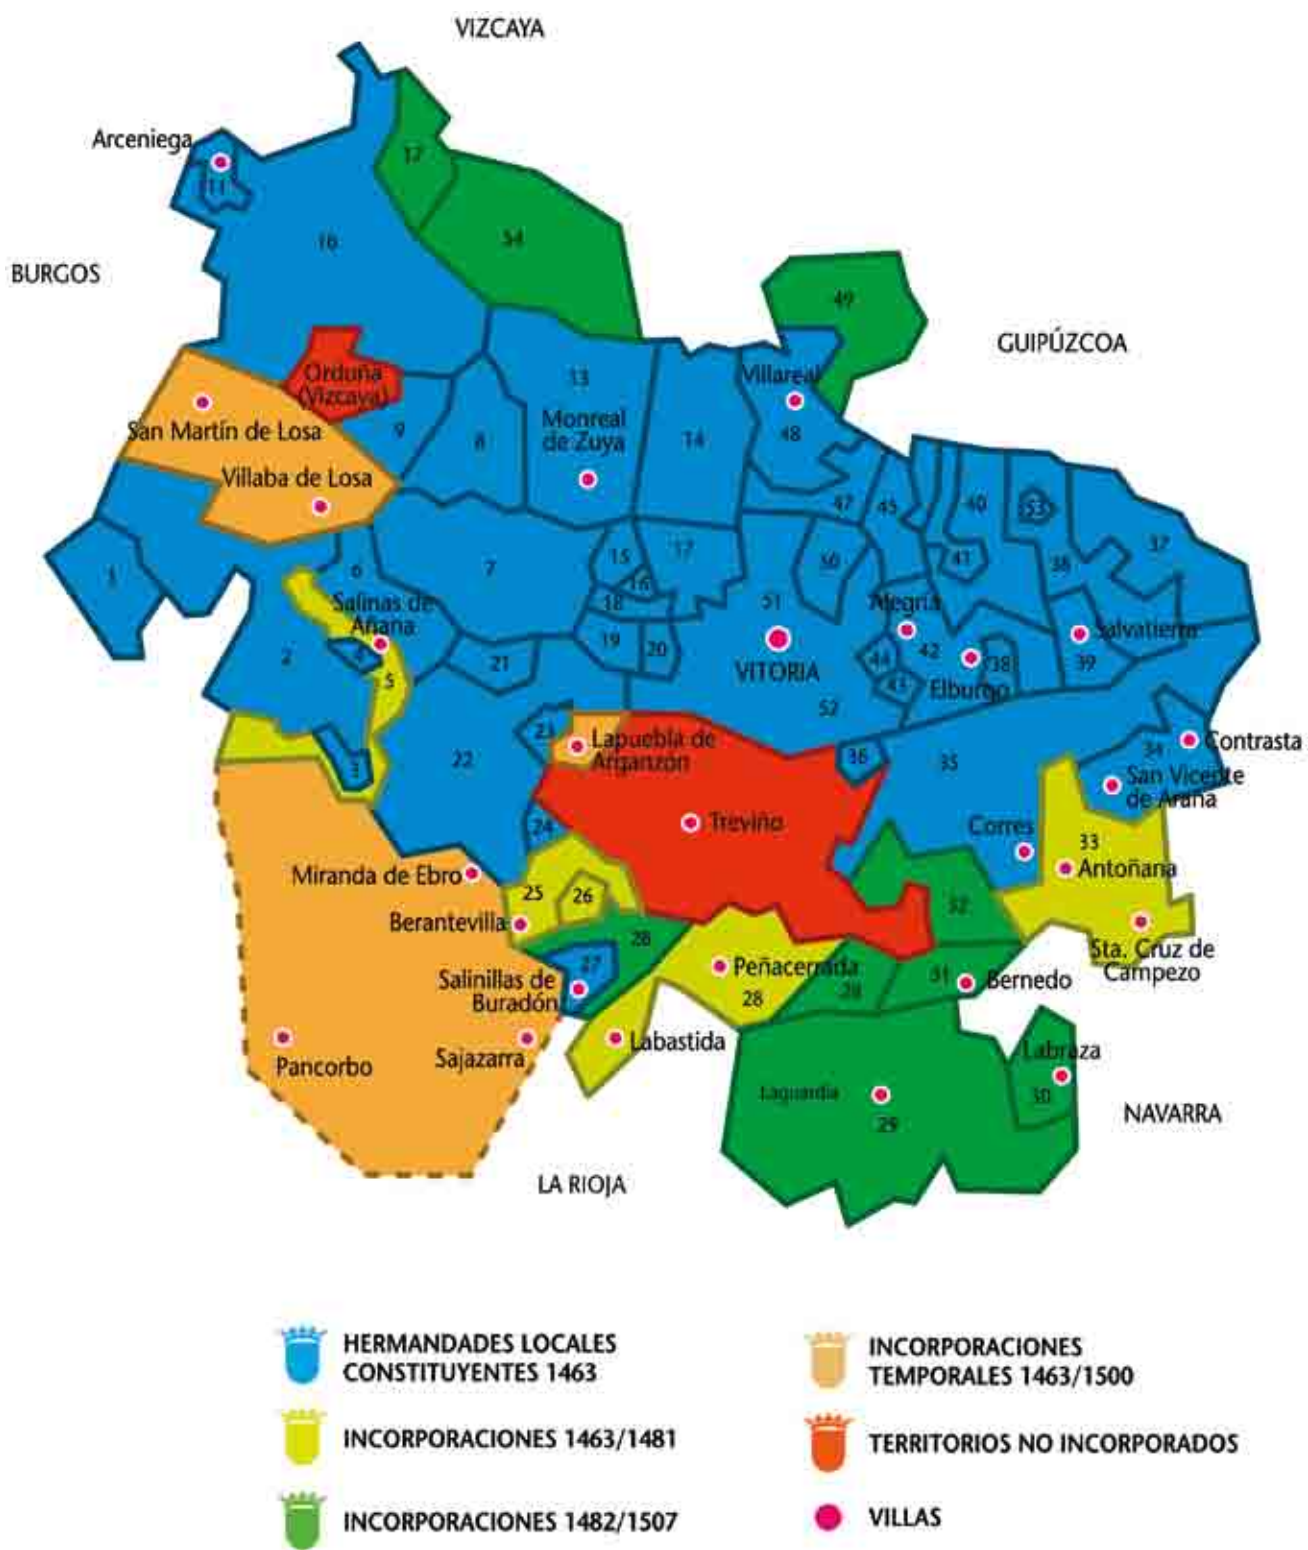 VIZCAYA
Arceniega
17
11
54
10
BURGOS
49
GUIPÚZCOA
Orduña
(Vizcaya)
13
Villareal
San Martín de Losa
9
8
Monreal
de Zuya
14
48
Villaba de Losa
47
45
40
53
37
1
6
7
15
17
50
41
38
16
18
51
Salinas de
Añana
Alegría
Salvatierra
2
4
21
19
20
VITORIA
44
42
38
39
5
43
Elburgo
52
23
Lapuebla de
Arganzón
36
35
34
Contrasta
3
22
San Vicente
de Araña
24
Treviño
Corres
33
Miranda de Ebro
Antoñana
25
26
32
Berantevilla
28
Sta. Cruz de
Campezo
27
Peñacerrada
31
Bernedo
Salinillas de
Buradón
28
Pancorbo
Sajazarra
Labastida
Labraza
Laguardia
30
29
NAVARRA
LA RIOJA
HERMANDADES LOCALES
CONSTITUYENTES 1463
INCORPORACIONES
TEMPORALES 1463/1500
INCORPORACIONES 1463/1481
TERRITORIOS NO INCORPORADOS
INCORPORACIONES 1482/1507
VILLAS